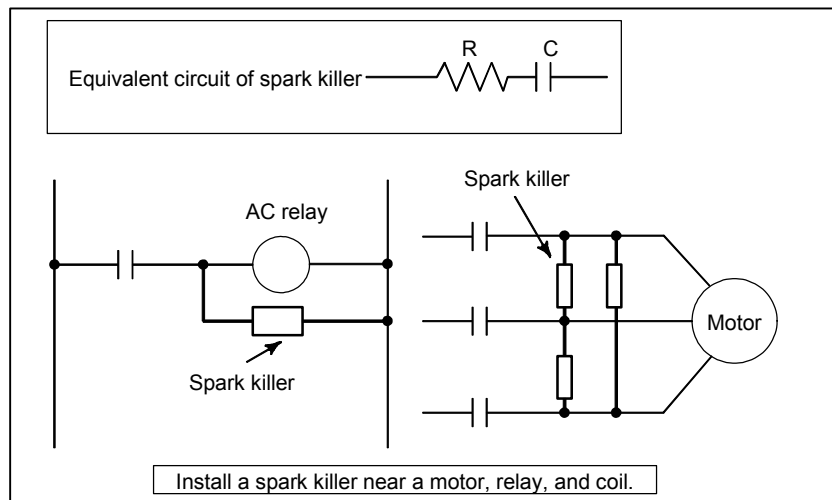 R
C
Equivalent circuit of spark killer
AC relay
Spark killer
Spark killer
Motor
Install a spark killer near a motor, relay, and coil.